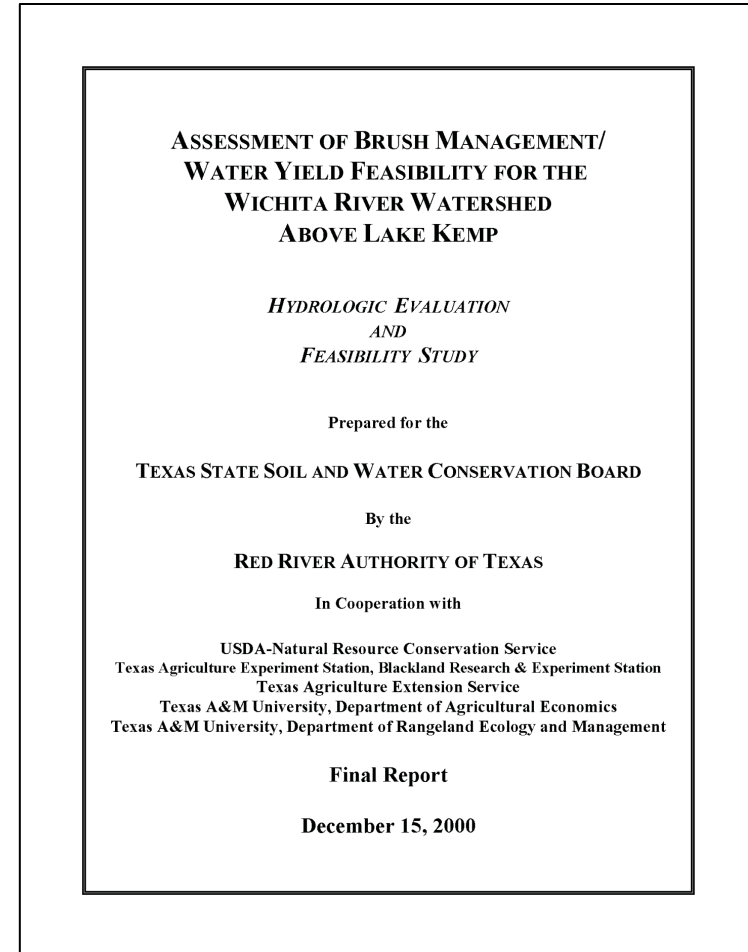 ASSESSMENT OF BRUSH MANAGEMENT/
WATER YIELD FEASIBILITY FOR THE
WICHITA RIVER WATERSHED
ABOVE LAKE KEMP
HYDROLOGIC EVALUATION
AND
FEASIBILITY STUDY
Prepared for the
TEXAS STATE SOIL AND WATER CONSERVATION BOARD
By the
RED RIVER AUTHORITY OF TEXAS
In Cooperation with
USDA-Natural Resource Conservation Service
Texas Agriculture Experiment Station, Blackland Research & Experiment Station
Texas Agriculture Extension Service
Texas A&M University, Department of Agricultural Economics
Texas A&M University, Department of Rangeland Ecology and Management
Final Report
December 15, 2000